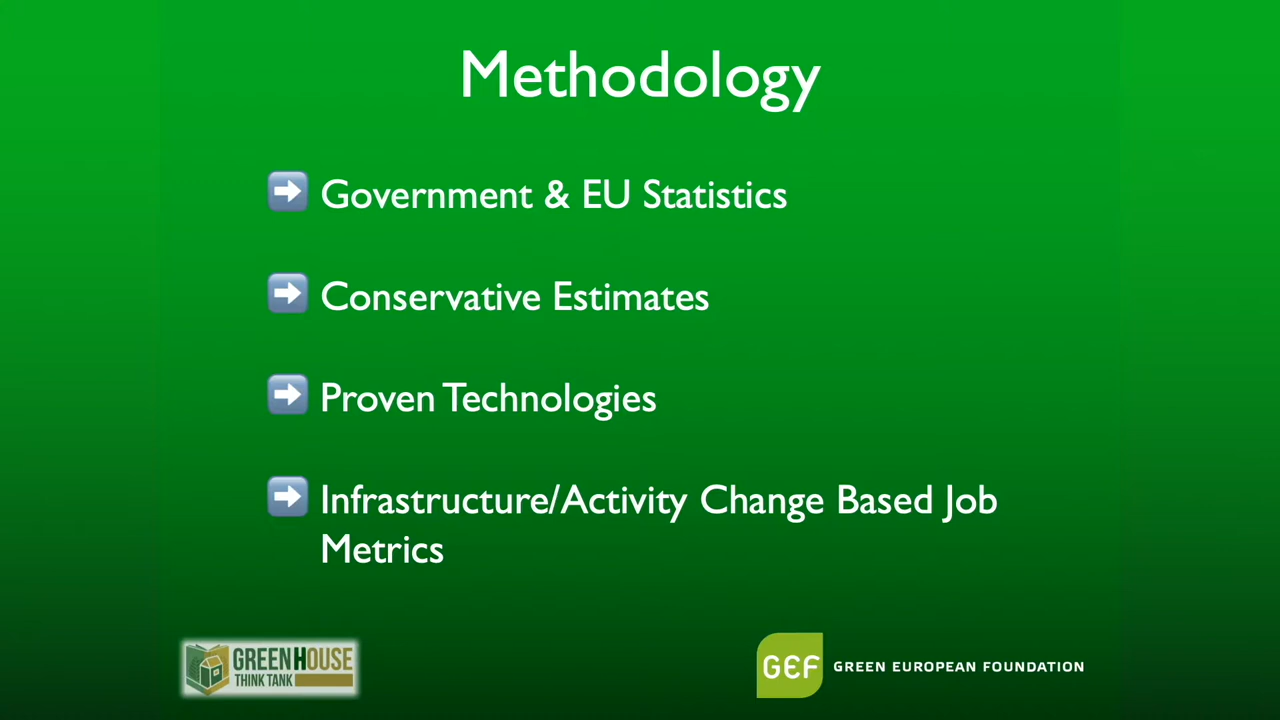 Methodology
Government & EU Statistics
Conservative Estimates
Proven Technologies
Infrastructure/Activity Change Based Job
Metrics
GREENHOUSE
THINK TANK
GEF GREEN EUROPEAN FOUNDATION